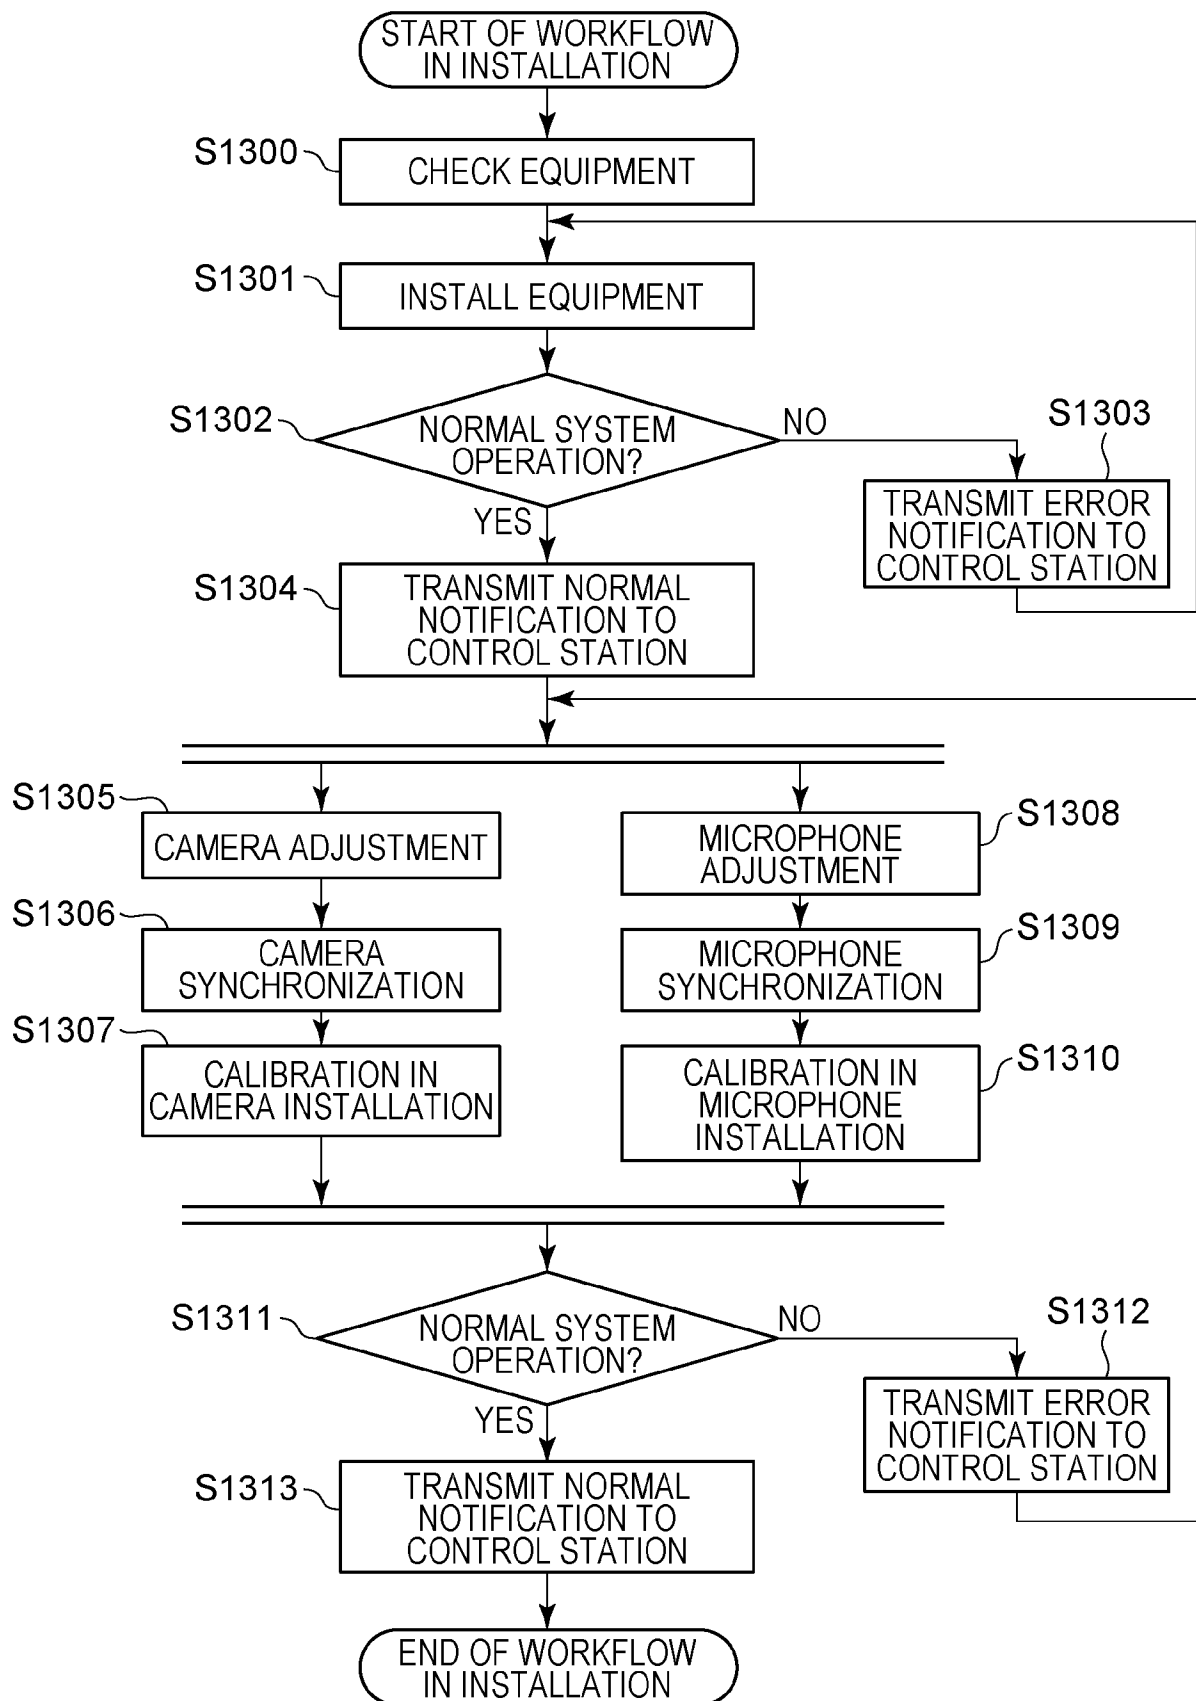 START OF WORKFLOW
IN INSTALLATION
S1300
CHECK EQUIPMENT
S1301
INSTALL EQUIPMENT
S1302
NORMAL SYSTEM
OPERATION?
NO
S1303
TRANSMIT ERROR
NOTIFICATION TO
CONTROL STATION
YES
S1304
TRANSMIT NORMAL
NOTIFICATION TO
CONTROL STATION
S1305
CAMERA ADJUSTMENT
S1306
CAMERA
SYNCHRONIZATION
S1307
CALIBRATION IN
CAMERA INSTALLATION
S1308
MICROPHONE
ADJUSTMENT
S1309
MICROPHONE
SYNCHRONIZATION
S1310
CALIBRATION IN
MICROPHONE
INSTALLATION
S1311
NORMAL SYSTEM
OPERATION?
NO
S1312
TRANSMIT ERROR
NOTIFICATION TO
CONTROL STATION
YES
S1313
TRANSMIT NORMAL
NOTIFICATION TO
CONTROL STATION
END OF WORKFLOW
IN INSTALLATION